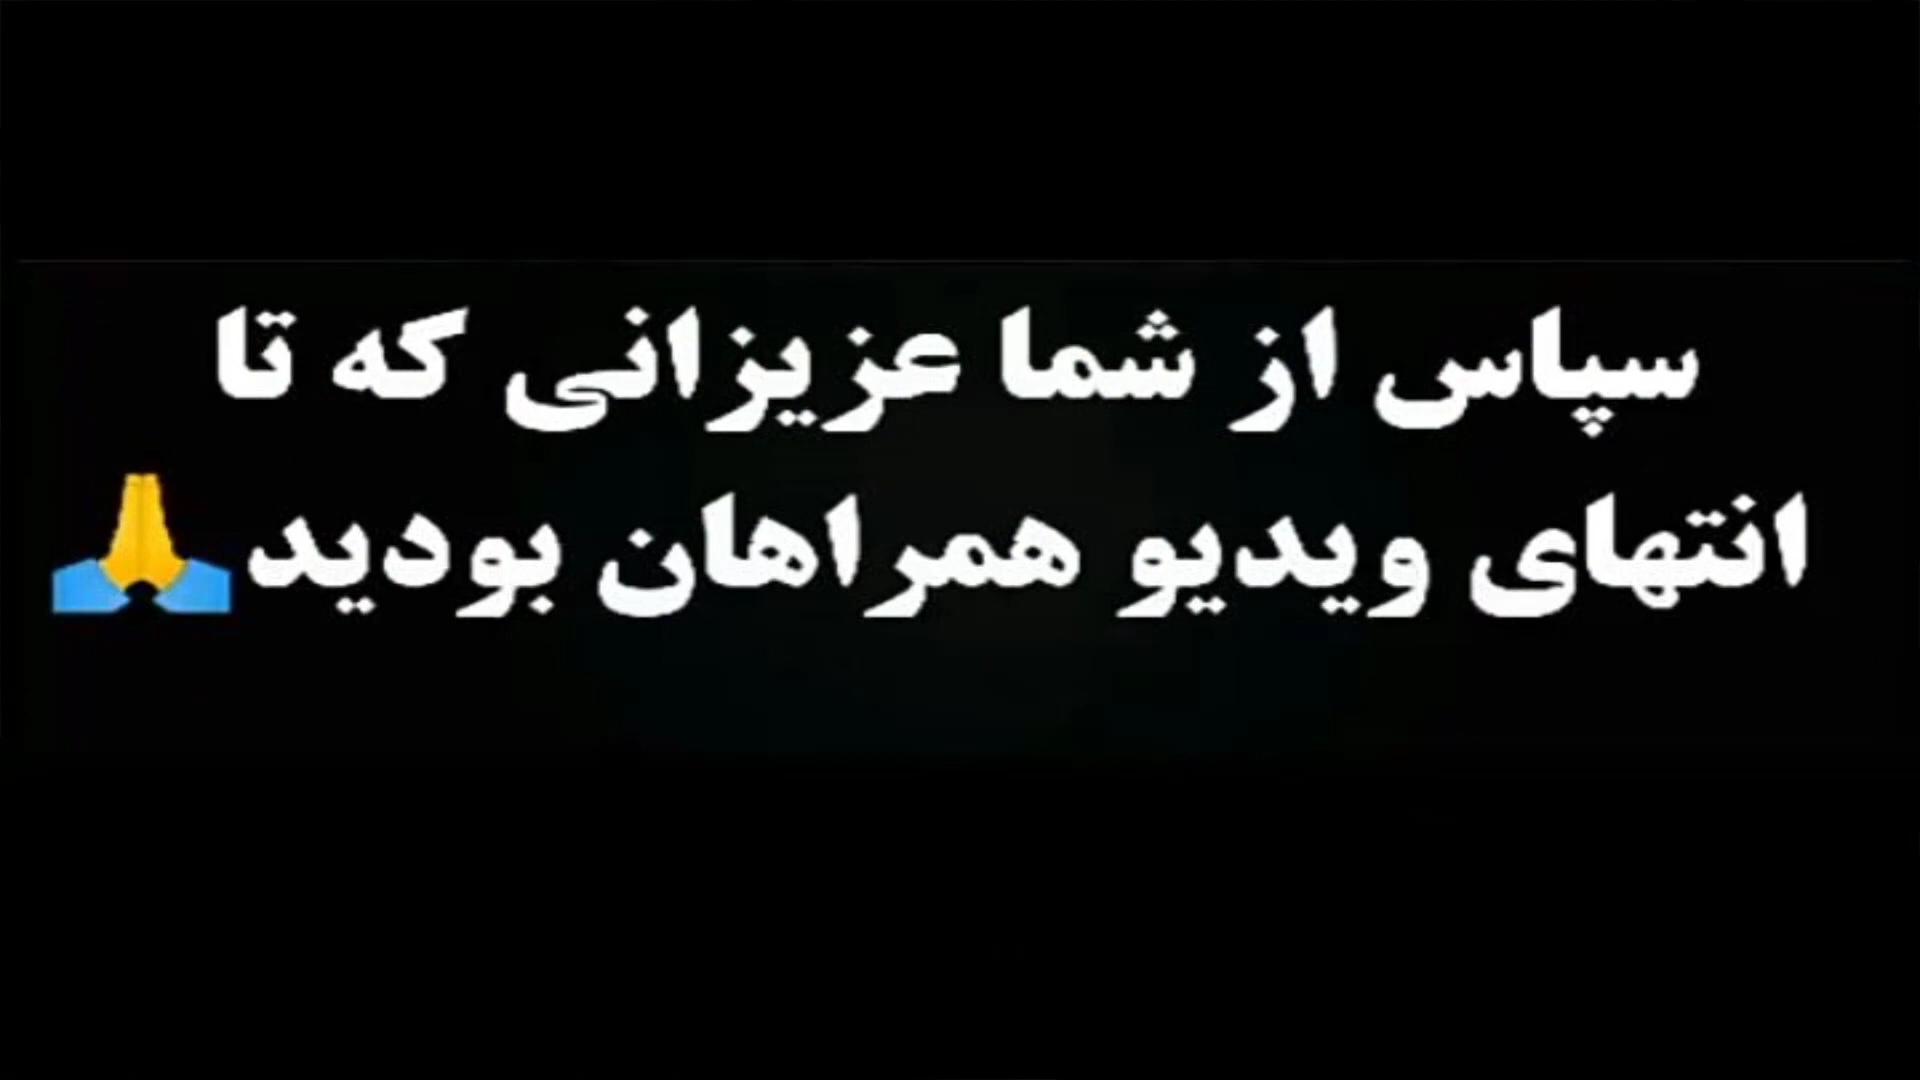 سپاس از شما عزیزانی که تا
انتهای ویدیو همراهان بودید🙏